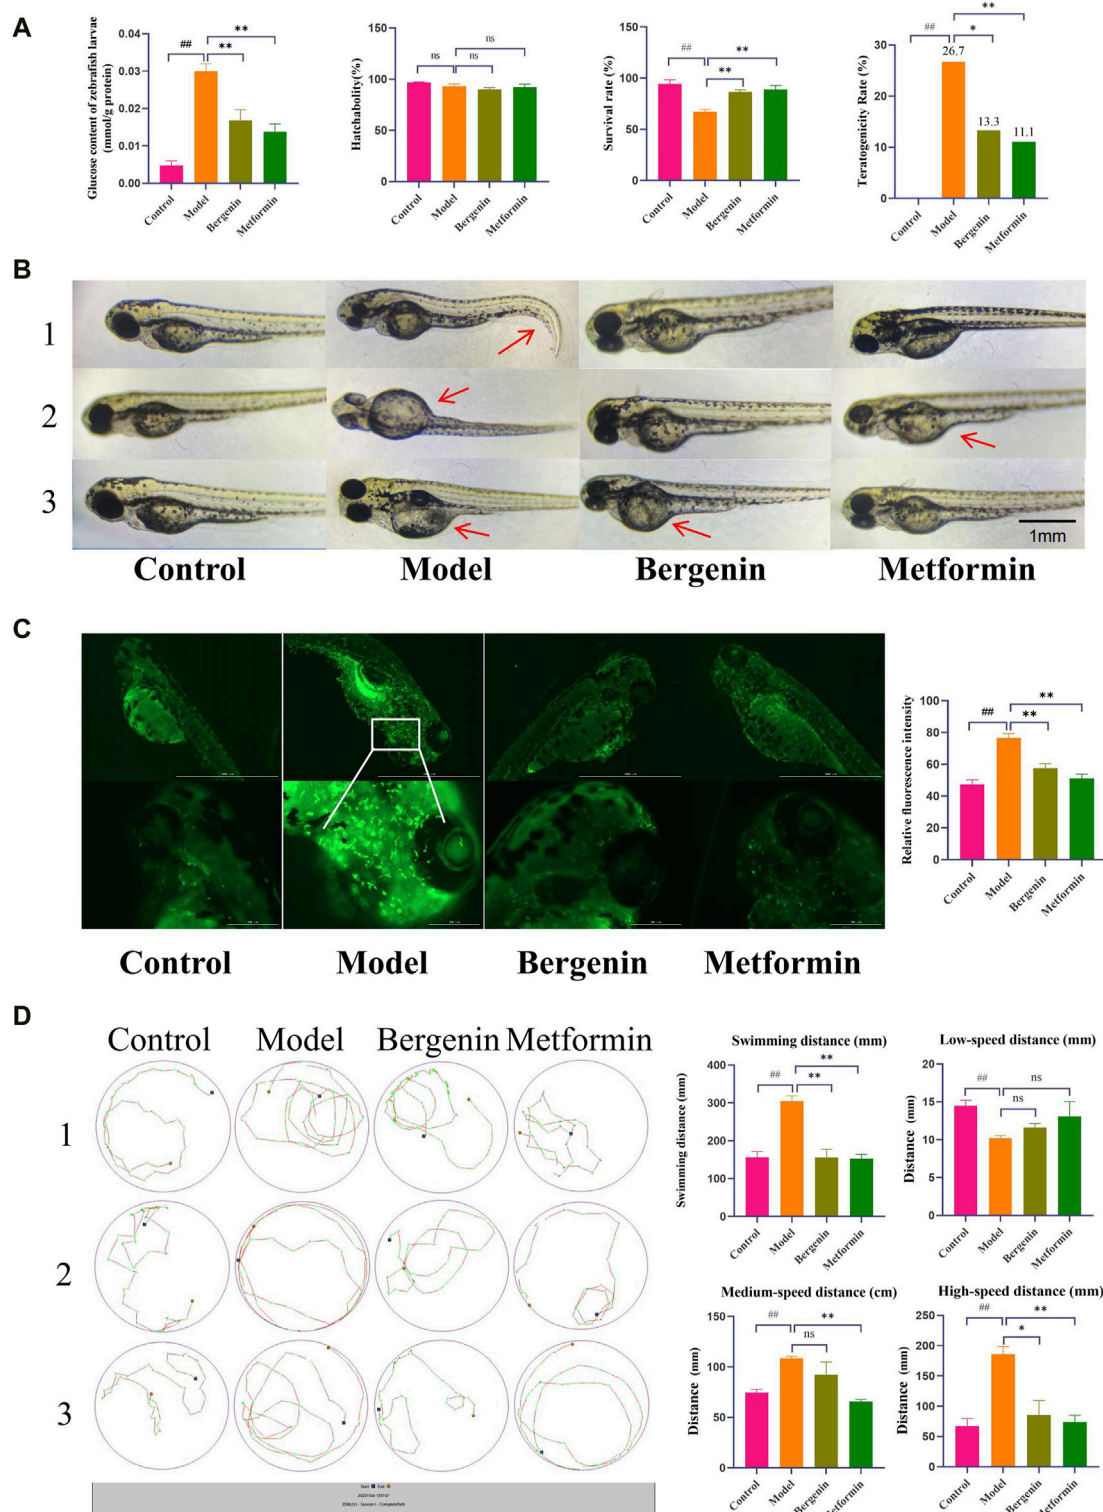 A
Glucose content of zebrafish larvae
(mmol/g protein)
0.04
0.03
0.02
0.01
0.00
##
**
**
Control
Model
Bergenin
Metformin
Hatchability(%)
150
100
50
0
ns
ns
ns
Control
Model
Bergenin
Metformin
Survival rate (%)
150
100
50
0
##
**
**
Control
Model
Bergenin
Metformin
Teratogenicity Rate (%)
30
20
10
0
##
**
*
26.7
13.3
11.1
Control
Model
Bergenin
Metformin
B
1
2
3
1mm
Control Model Bergenin Metformin
C
Control Model Bergenin Metformin
Relative fluorescence intensity
100
80
60
40
20
0
##
**
**
Control
Model
Bergenin
Metformin
D
Control Model Bergenin Metformin
1
2
3
Start End
ZEB0221 - Session 1 - CompletePath
Swimming distance (mm)
Swimming distance (mm)
400
300
200
100
0
##
**
**
Control
Model
Bergenin
Metformin
Low-speed distance (mm)
Distance (mm)
20
15
10
5
0
##
ns
ns
Control
Model
Bergenin
Metformin
Medium-speed distance (cm)
Distance (mm)
150
100
50
0
##
**
ns
Control
Model
Bergenin
Metformin
High-speed distance (mm)
Distance (mm)
250
200
150
100
50
0
##
**
*
Control
Model
Bergenin
Metformin